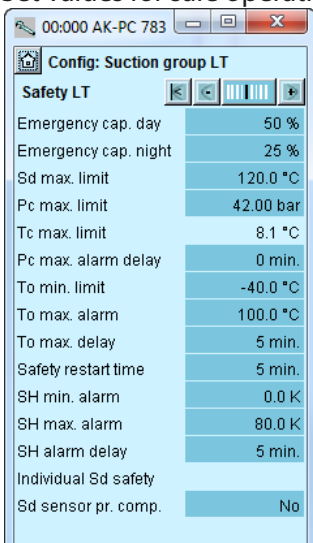 00:000 AK-PC 783
Config: Suction group LT
Safety LT
Emergency cap. day 50 %
Emergency cap. night 25 %
Sd max. limit 120.0 °C
Pc max. limit 42.00 bar
Tc max. limit 8.1 °C
Pc max. alarm delay 0 min.
To min. limit -40.0 °C
To max. alarm 100.0 °C
To max. delay 5 min.
Safety restart time 5 min.
SH min. alarm 0.0 K
SH max. alarm 80.0 K
SH alarm delay 5 min.
Individual Sd safety
Sd sensor pr. comp. No